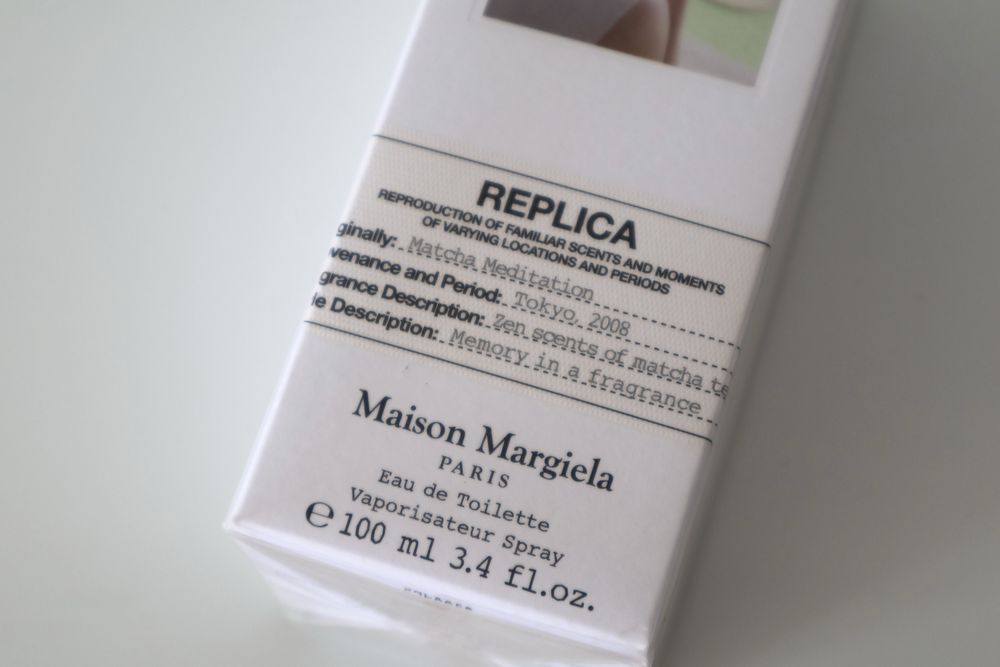 REPLICA
REPRODUCTION OF FAMILIAR SCENTS AND MOMENTS
OF VARYING LOCATIONS AND PERIODS
ginally: Matcha Meditation
venance and Period: Tokyo, 2008
grance Description: Zen scents of matcha te
le Description: Memory in a fragrance
Maison Margiela
PARIS
Eau de Toilette
Vaporisateur Spray
℮ 100 ml 3.4 fl.oz.